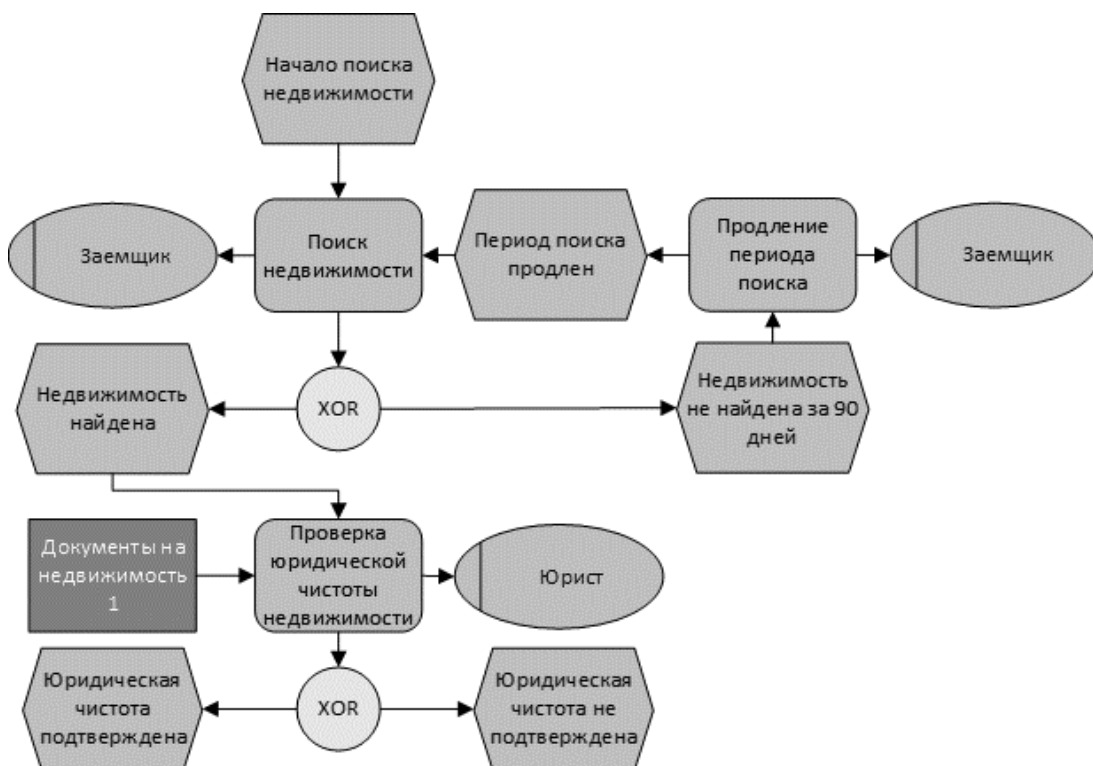 Начало поиска
недвижимости
Заемщик
Поиск
недвижимости
Период поиска
продлен
Продление
периода
поиска
Заемщик
Недвижимость
найдена
XOR
Недвижимость
не найдена за 90
дней
Документы на
недвижимость
1
Проверка
юридической
чистоты
недвижимости
Юрист
Юридическая
чистота
подтверждена
XOR
Юридическая
чистота не
подтверждена